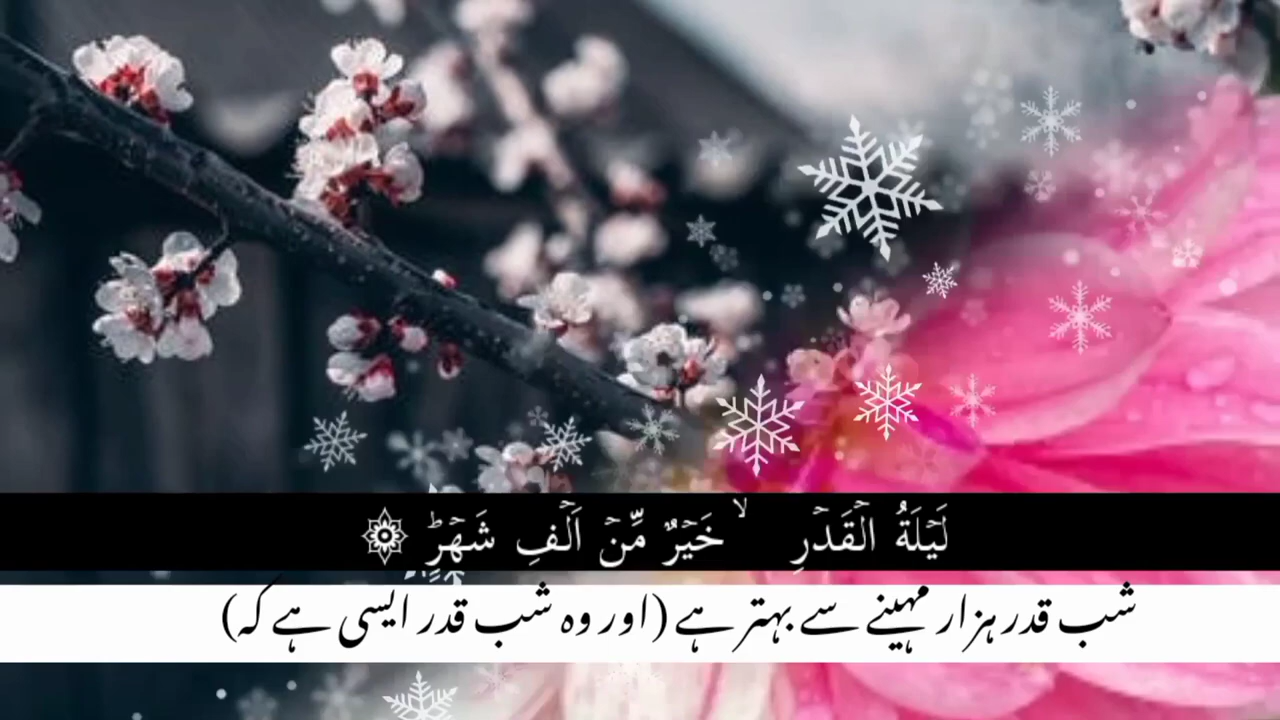 لَیۡلَۃُ الۡقَدۡرِ ۙ خَیۡرٌ مِّنۡ اَلۡفِ شَہۡرٍ ؕ
شب قدر ہزار مہینے سے بہتر ہے (اور وہ شب قدر ایسی ہے کہ)